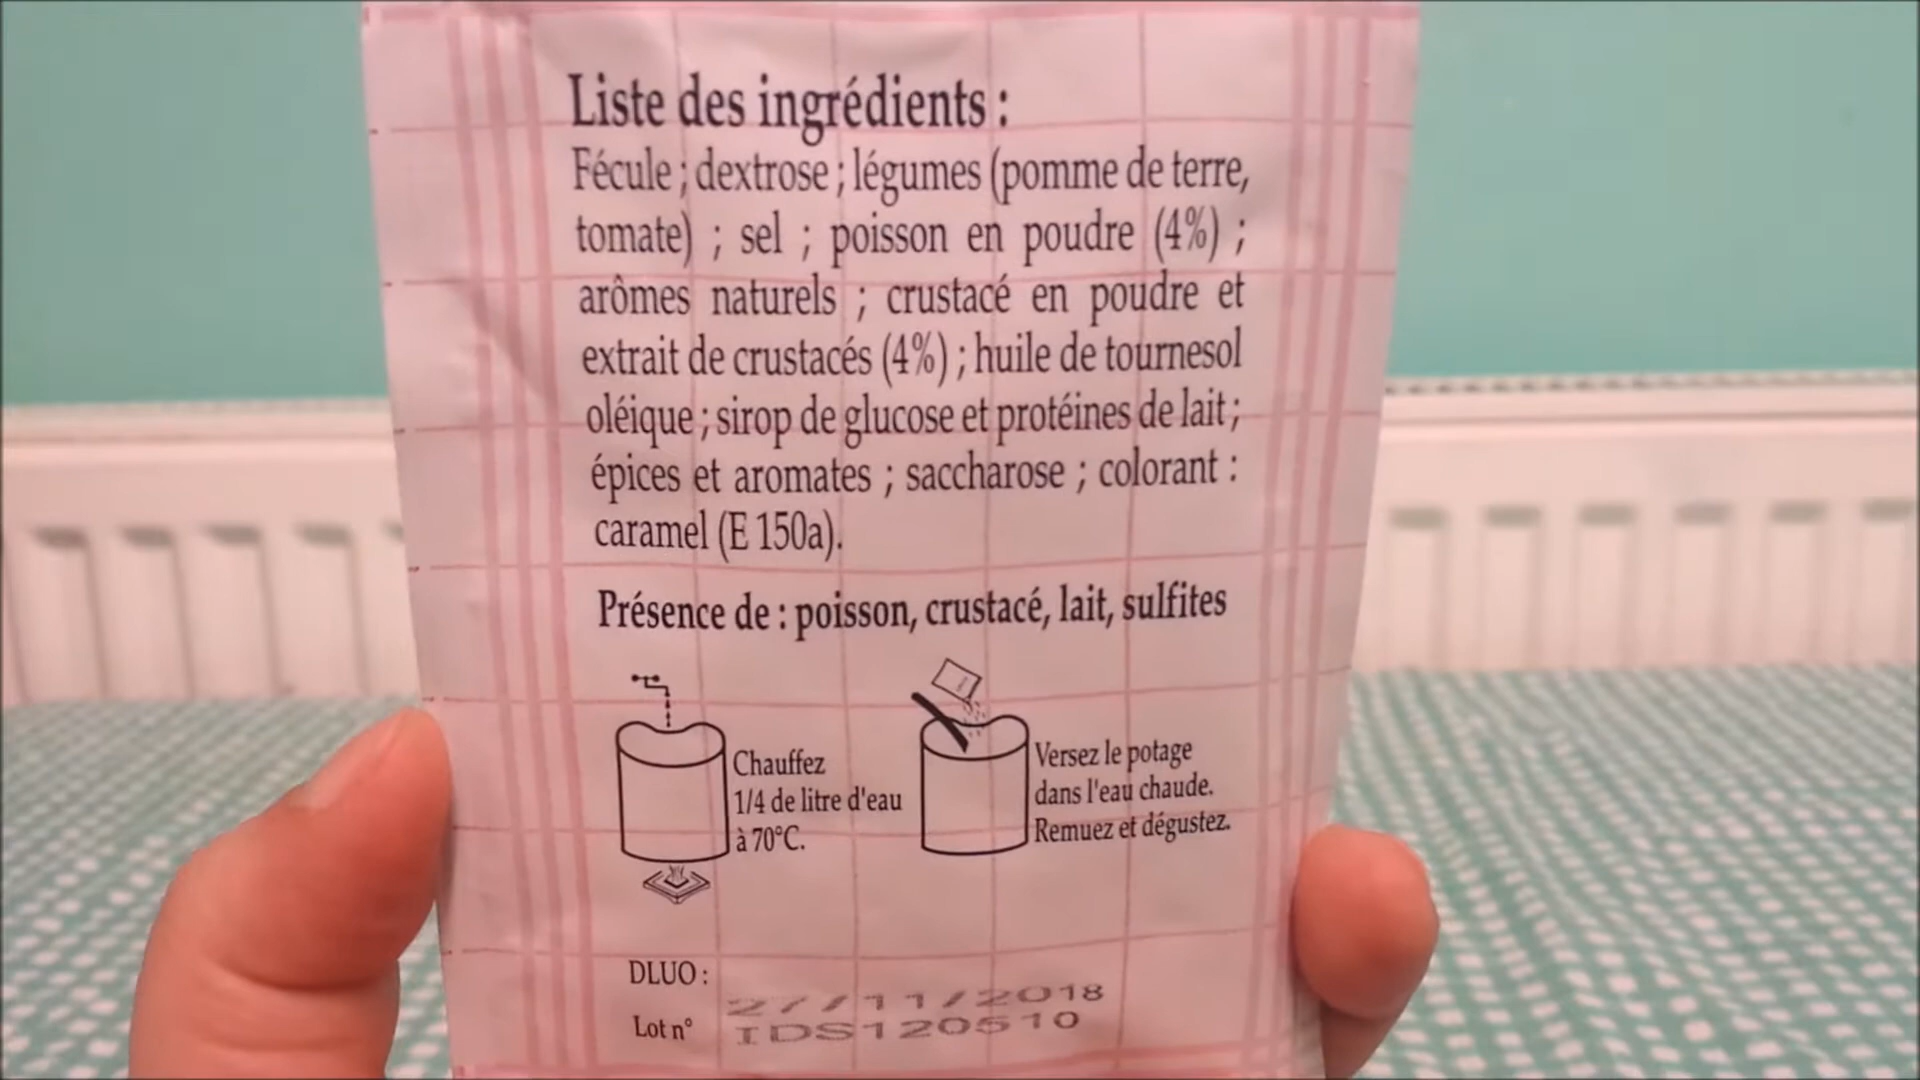 Liste des ingrédients :
Fécule ; dextrose ; légumes (pomme de terre,
tomate) ; sel ; poisson en poudre (4%) ;
arômes naturels ; crustacé en poudre et
extrait de crustacés (4%) ; huile de tournesol
oléique ; sirop de glucose et protéines de lait ;
épices et aromates ; saccharose ; colorant :
caramel (E 150a).
Présence de : poisson, crustacé, lait, sulfites
Chauffez
1/4 de litre d'eau
à 70°C.
Versez le potage
dans l'eau chaude.
Remuez et dégustez.
DLUO : 27/11/2018
Lot n° IDS120510